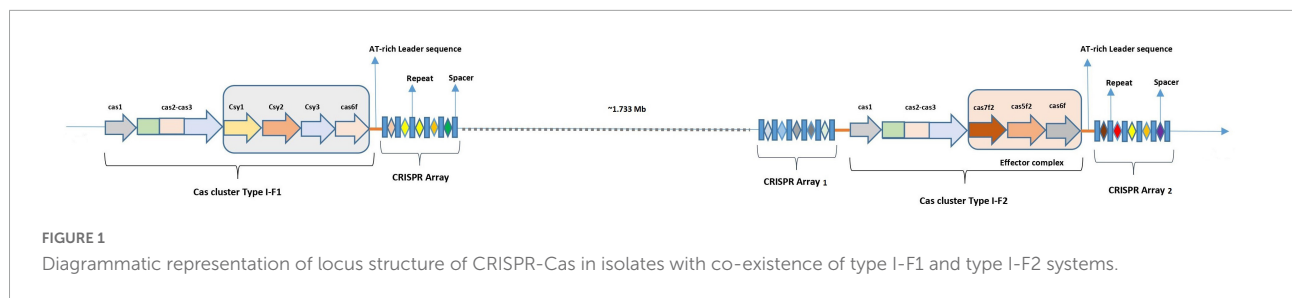 AT-rich Leader sequence
AT-rich Leader sequence
Repeat
Spacer
Repeat
Spacer
~1.733 Mb
cas1
cas2-cas3
Csy1
Csy2
Csy3
cas6f
cas1
cas2-cas3
cas7f2
cas5f2
cas6f
Effector complex
CRISPR Array
CRISPR Array 1
CRISPR Array 2
Cas cluster Type I-F1
Cas cluster Type I-F2
FIGURE 1
Diagrammatic representation of locus structure of CRISPR-Cas in isolates with co-existence of type I-F1 and type I-F2 systems.